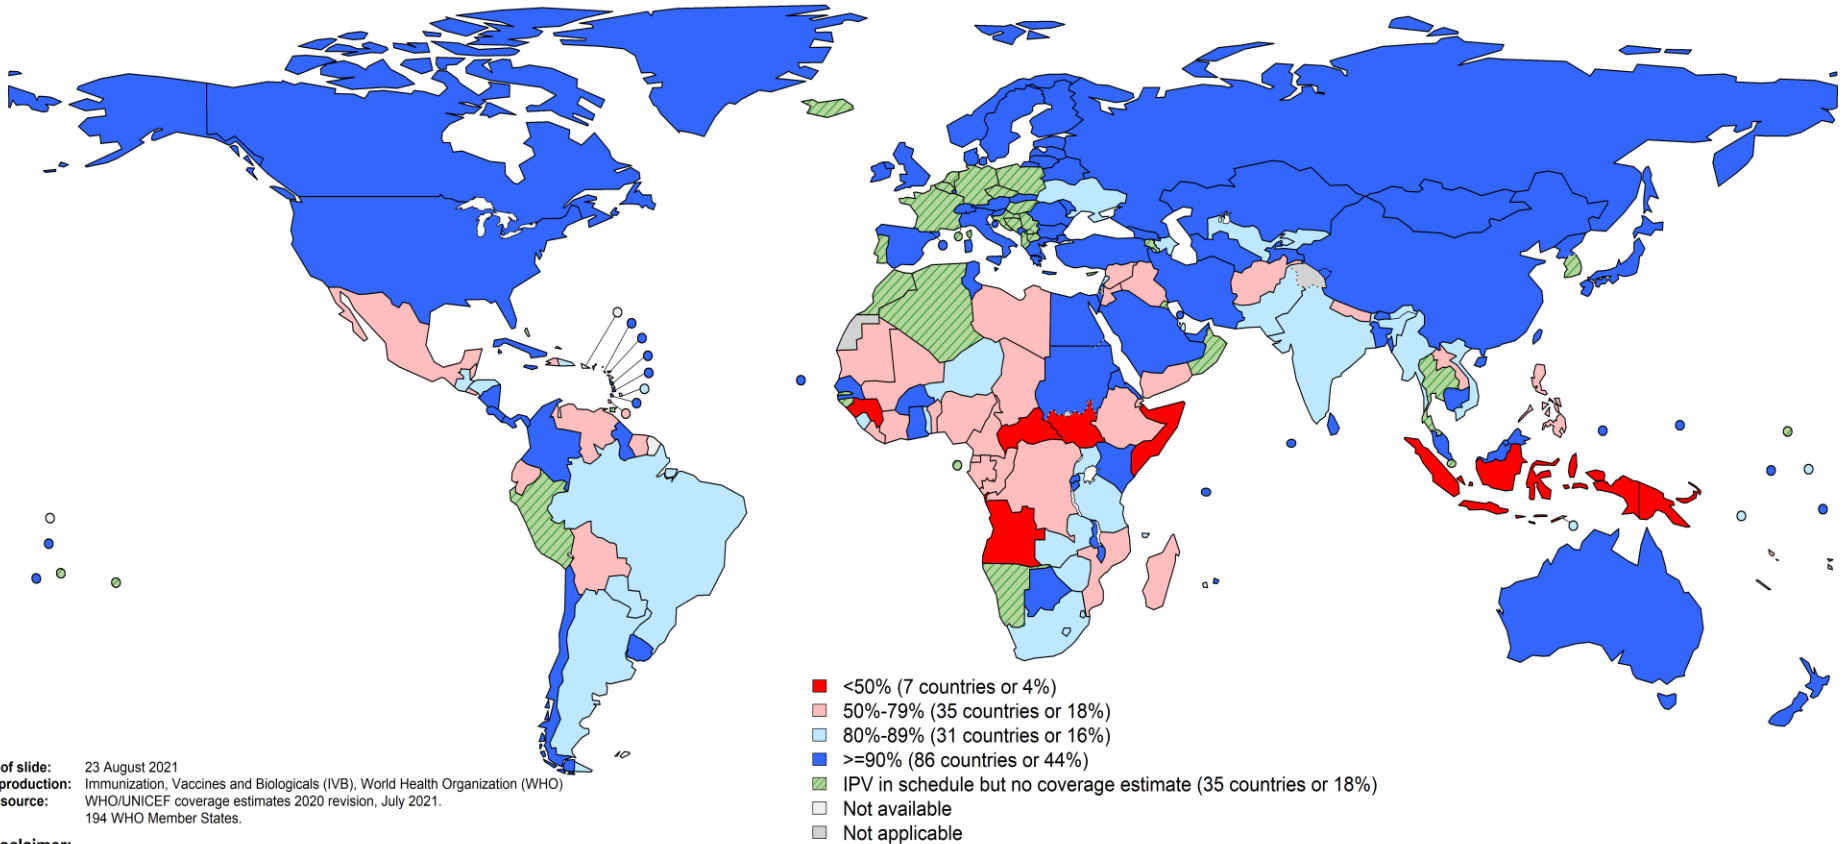 <50% (7 countries or 4%)
50%-79% (35 countries or 18%)
80%-89% (31 countries or 16%)
>=90% (86 countries or 44%)
IPV in schedule but no coverage estimate (35 countries or 18%)
Not available
Not applicable
of slide: 23 August 2021
production: Immunization, Vaccines and Biologicals (IVB), World Health Organization (WHO)
source: WHO/UNICEF coverage estimates 2020 revision, July 2021.
194 WHO Member States.